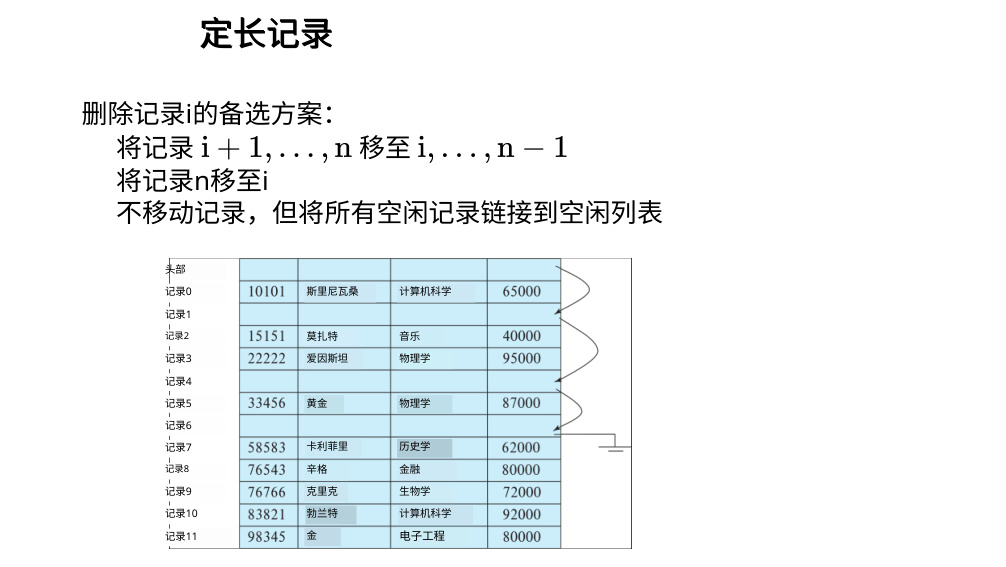 定长记录
删除记录i的备选方案：
将记录 i + 1, . . . , n 移至 i, . . . , n − 1
将记录n移至i
不移动记录，但将所有空闲记录链接到空闲列表
头部
记录0 10101 斯里尼瓦桑 计算机科学 65000
记录1
记录2 15151 莫扎特 音乐 40000
记录3 22222 爱因斯坦 物理学 95000
记录4
记录5 33456 黄金 物理学 87000
记录6
记录7 58583 卡利菲里 历史学 62000
记录8 76543 辛格 金融 80000
记录9 76766 克里克 生物学 72000
记录10 83821 勃兰特 计算机科学 92000
记录11 98345 金 电子工程 80000